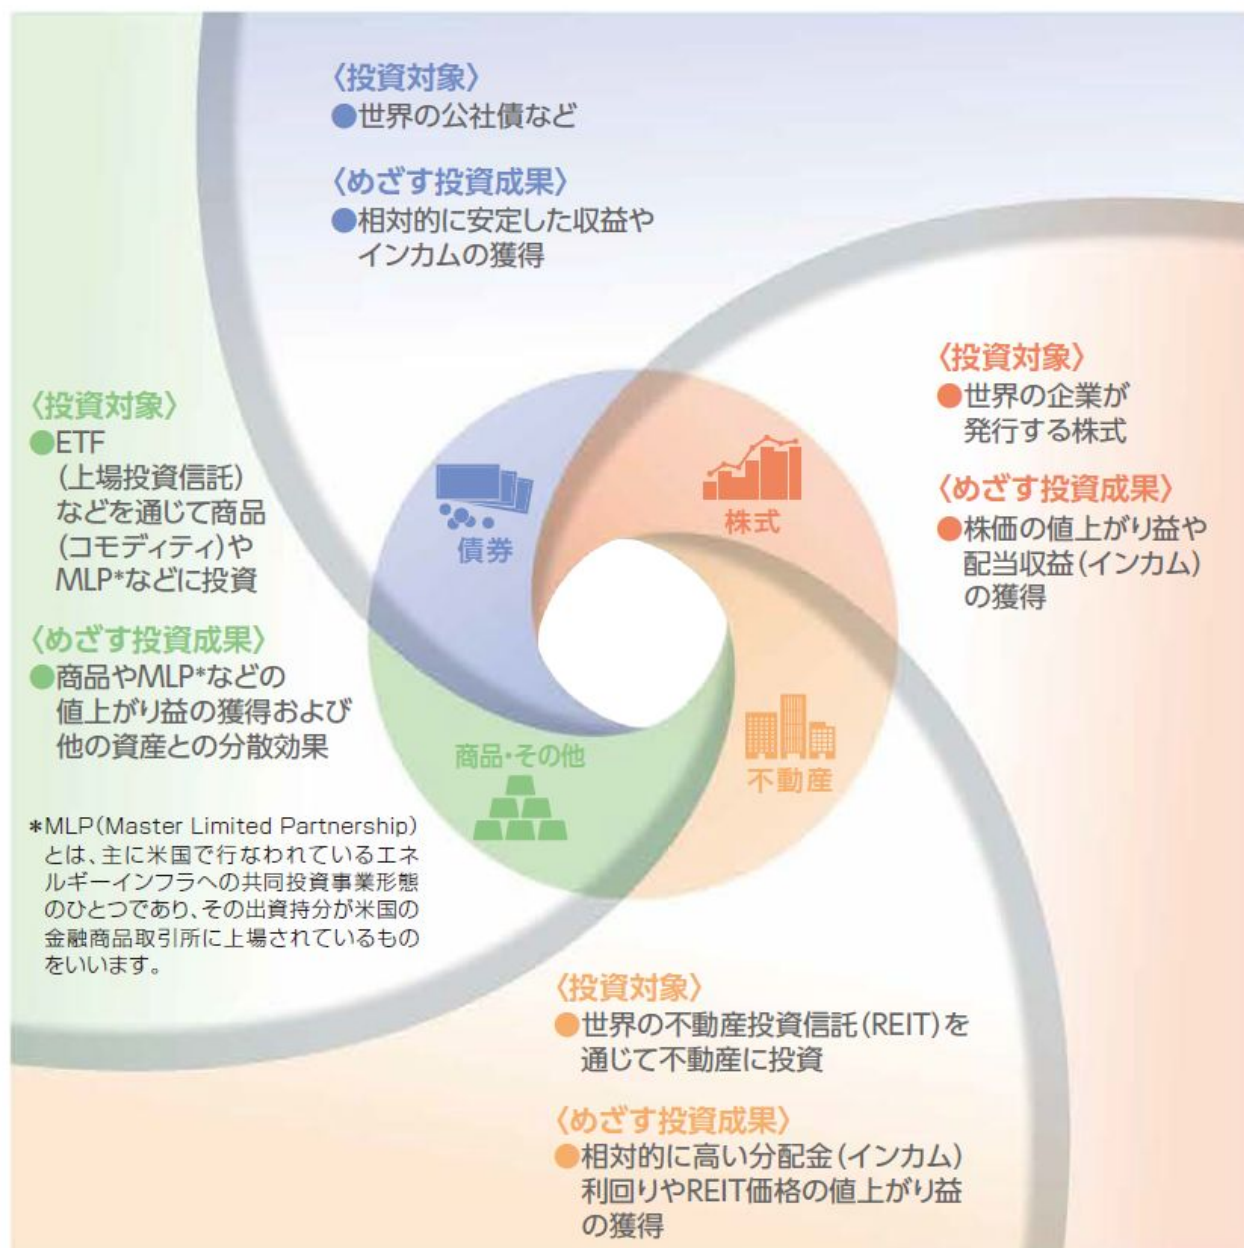 〈投資対象〉
●世界の公社債など
〈めざす投資成果〉
●相対的に安定した収益や
インカムの獲得
〈投資対象〉
●世界の企業が
発行する株式
〈めざす投資成果〉
●株価の値上がり益や
配当収益(インカム)
の獲得
〈投資対象〉
●ETF
(上場投資信託)
などを通じて商品
(コモディティ)や
MLP*などに投資
〈めざす投資成果〉
●商品やMLP*などの
値上がり益の獲得および
他の資産との分散効果
*MLP(Master Limited Partnership)
とは、主に米国で行なわれているエネ
ルギーインフラへの共同投資事業形態
のひとつであり、その出資持分が米国の
金融商品取引所に上場されているもの
をいいます。
債券
株式
商品・その他
不動産
〈投資対象〉
●世界の不動産投資信託(REIT)を
通じて不動産に投資
〈めざす投資成果〉
●相対的に高い分配金(インカム)
利回りやREIT価格の値上がり益
の獲得